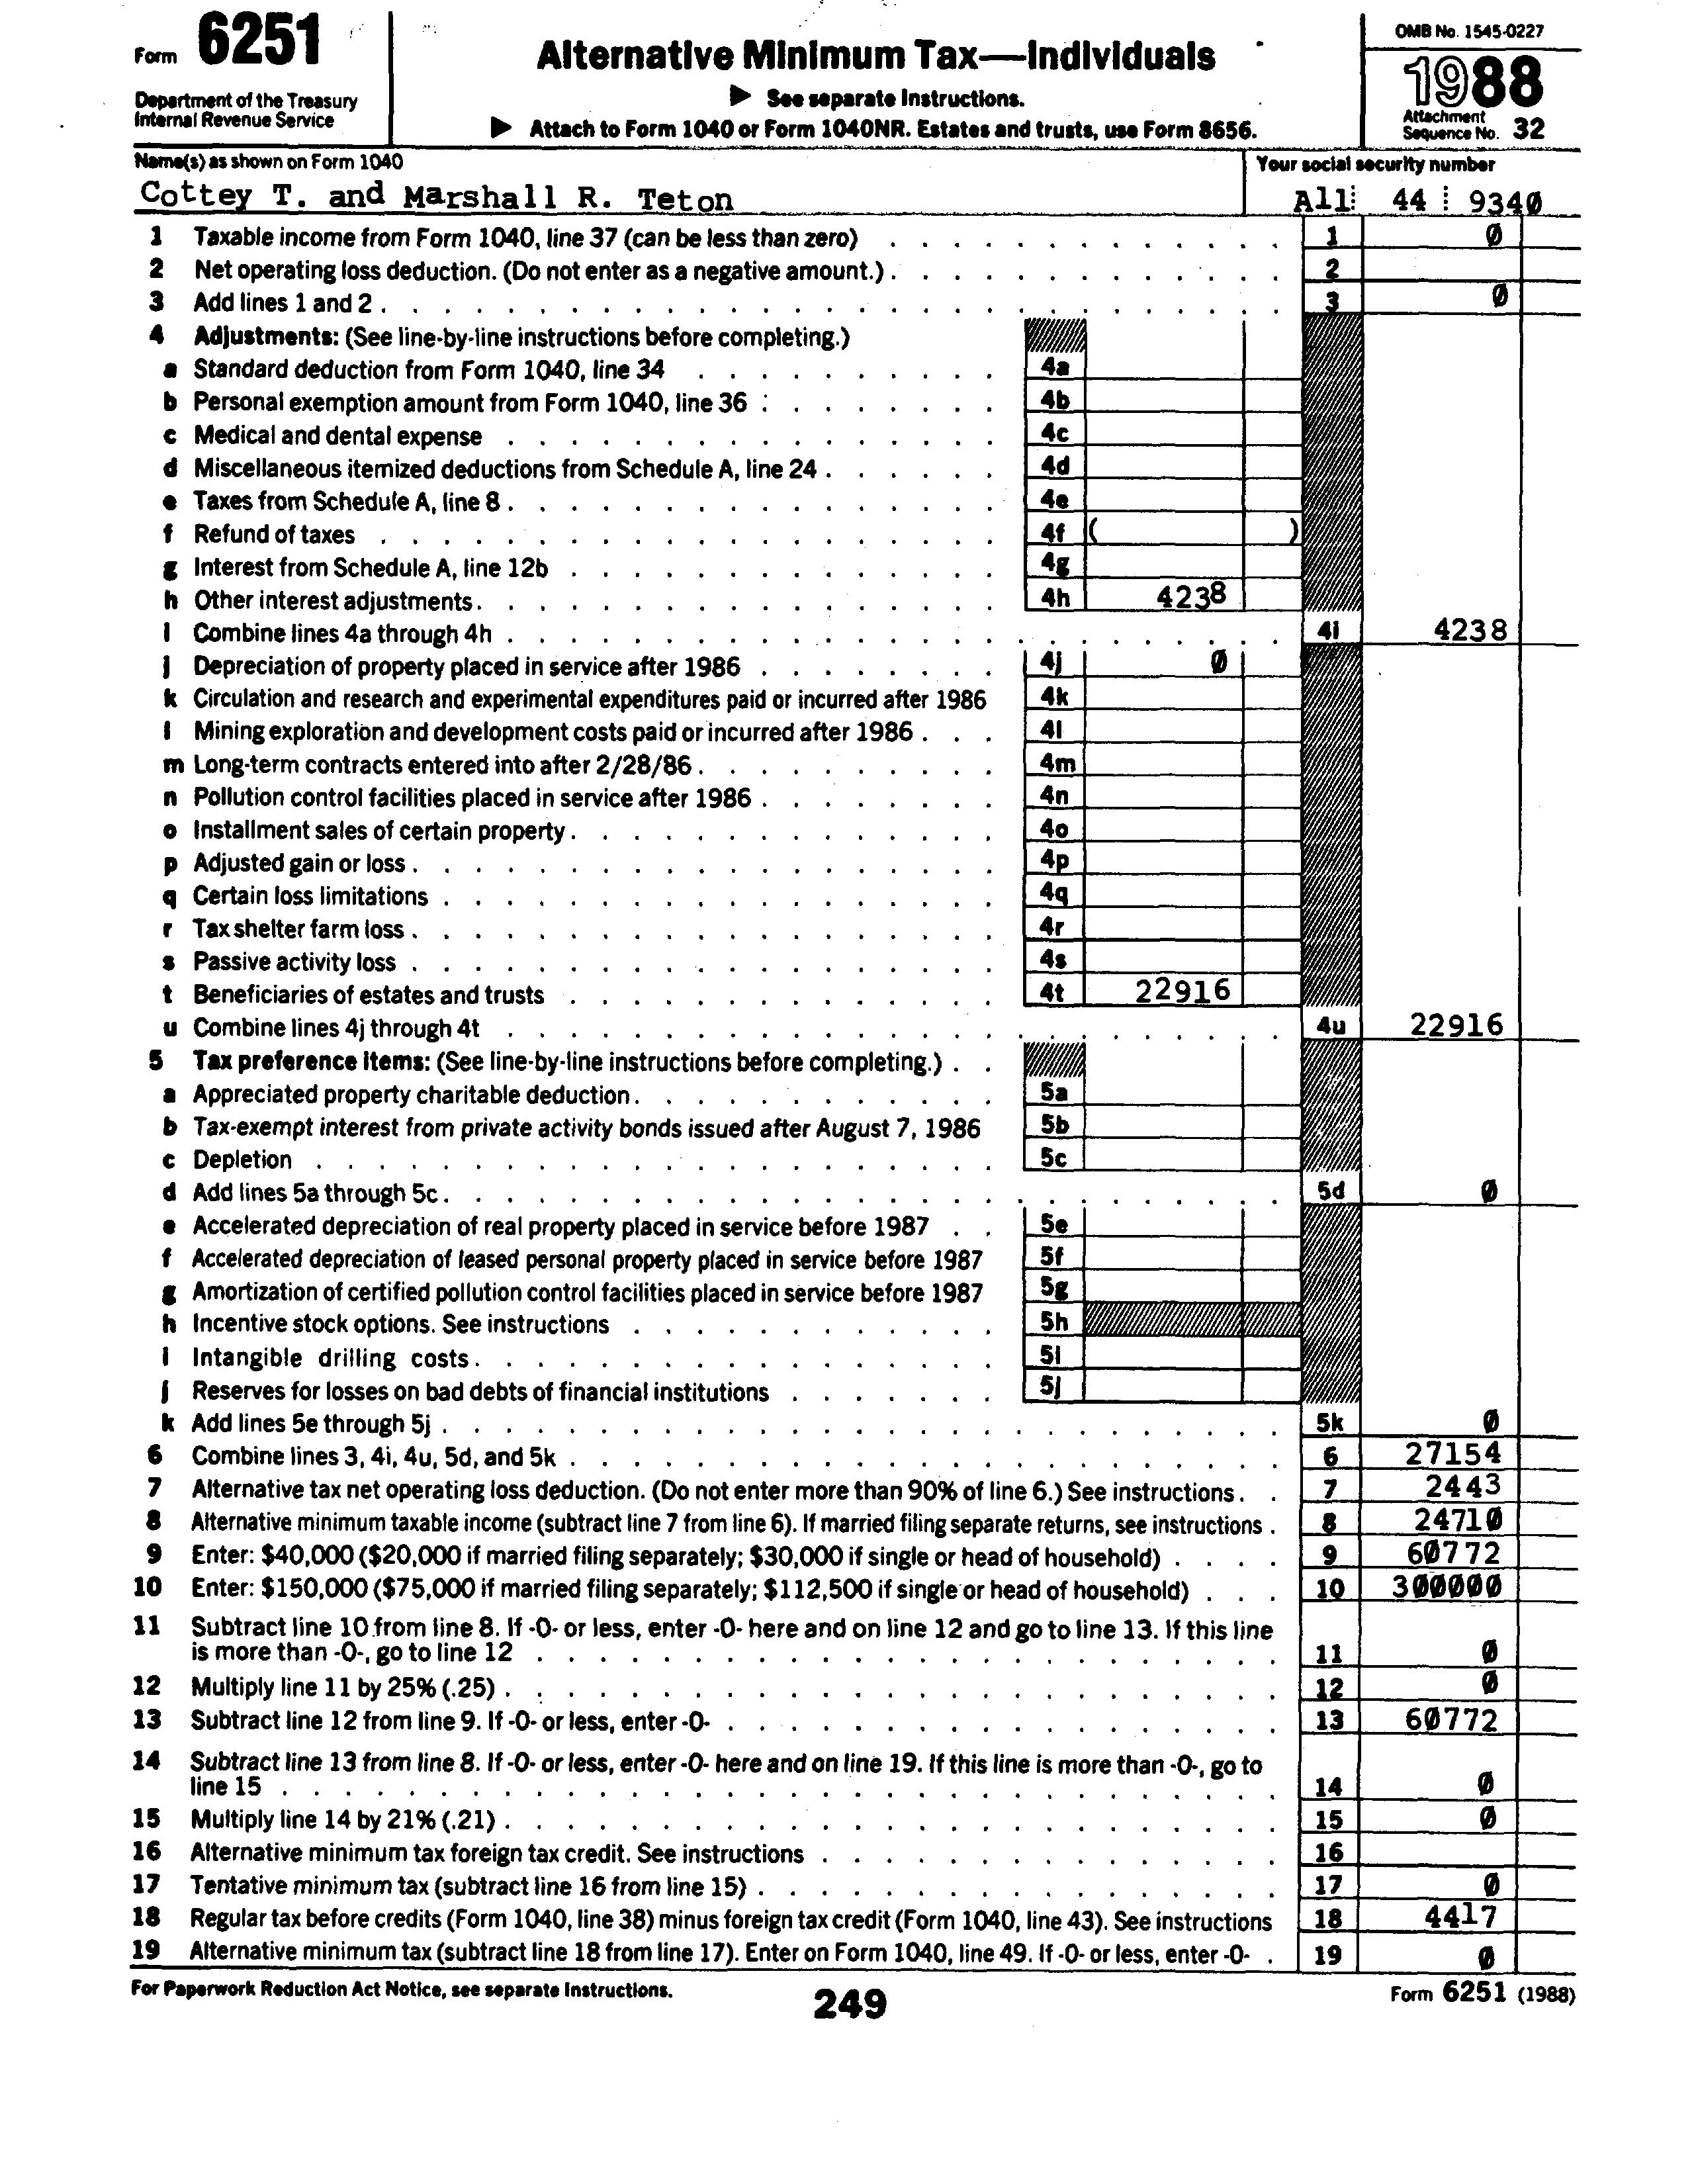 Form 6251
Department of the Treasury
Internal Revenue Service
Alternative Minimum Tax—Individuals
▶ See separate Instructions.
▶ Attach to Form 1040 or Form 1040NR. Estates and trusts, use Form 8656.
OMB No. 1545-0227
1988
Attachment
Sequence No. 32
Name(s) as shown on Form 1040
Your social security number
Cottey T. and Marshall R. Teton
All 44 9340
1 Taxable income from Form 1040, line 37 (can be less than zero) 1 0
2 Net operating loss deduction. (Do not enter as a negative amount.) 2
3 Add lines 1 and 2 3 0
4 Adjustments: (See line-by-line instructions before completing.)
a Standard deduction from Form 1040, line 34 4a
b Personal exemption amount from Form 1040, line 36 4b
c Medical and dental expense 4c
d Miscellaneous itemized deductions from Schedule A, line 24 4d
e Taxes from Schedule A, line 8 4e
f Refund of taxes 4f ( )
g Interest from Schedule A, line 12b 4g
h Other interest adjustments 4h 4238
i Combine lines 4a through 4h 4i 4238
j Depreciation of property placed in service after 1986 4j 0
k Circulation and research and experimental expenditures paid or incurred after 1986 4k
l Mining exploration and development costs paid or incurred after 1986 4l
m Long-term contracts entered into after 2/28/86 4m
n Pollution control facilities placed in service after 1986 4n
o Installment sales of certain property 4o
p Adjusted gain or loss 4p
q Certain loss limitations 4q
r Tax shelter farm loss 4r
s Passive activity loss 4s
t Beneficiaries of estates and trusts 4t 22916
u Combine lines 4j through 4t 4u 22916
5 Tax preference items: (See line-by-line instructions before completing.)
a Appreciated property charitable deduction 5a
b Tax-exempt interest from private activity bonds issued after August 7, 1986 5b
c Depletion 5c
d Add lines 5a through 5c 5d 0
e Accelerated depreciation of real property placed in service before 1987 5e
f Accelerated depreciation of leased personal property placed in service before 1987 5f
g Amortization of certified pollution control facilities placed in service before 1987 5g
h Incentive stock options. See instructions 5h
i Intangible drilling costs 5i
j Reserves for losses on bad debts of financial institutions 5j
k Add lines 5e through 5j 5k 0
6 Combine lines 3, 4i, 4u, 5d, and 5k 6 27154
7 Alternative tax net operating loss deduction. (Do not enter more than 90% of line 6.) See instructions 7 2443
8 Alternative minimum taxable income (subtract line 7 from line 6). If married filing separate returns, see instructions 8 24710
9 Enter: $40,000 ($20,000 if married filing separately; $30,000 if single or head of household) 9 60772
10 Enter: $150,000 ($75,000 if married filing separately; $112,500 if single or head of household) 10 300000
11 Subtract line 10 from line 8. If -0- or less, enter -0- here and on line 12 and go to line 13. If this line
is more than -0-, go to line 12 11 0
12 Multiply line 11 by 25% (.25) 12 0
13 Subtract line 12 from line 9. If -0- or less, enter -0- 13 60772
14 Subtract line 13 from line 8. If -0- or less, enter -0- here and on line 19. If this line is more than -0-, go to
line 15 14 0
15 Multiply line 14 by 21% (.21) 15 0
16 Alternative minimum tax foreign tax credit. See instructions 16
17 Tentative minimum tax (subtract line 16 from line 15) 17 0
18 Regular tax before credits (Form 1040, line 38) minus foreign tax credit (Form 1040, line 43). See instructions 18 4417
19 Alternative minimum tax (subtract line 18 from line 17). Enter on Form 1040, line 49. If -0- or less, enter -0- 19 0
For Paperwork Reduction Act Notice, see separate Instructions.
249
Form 6251 (1988)